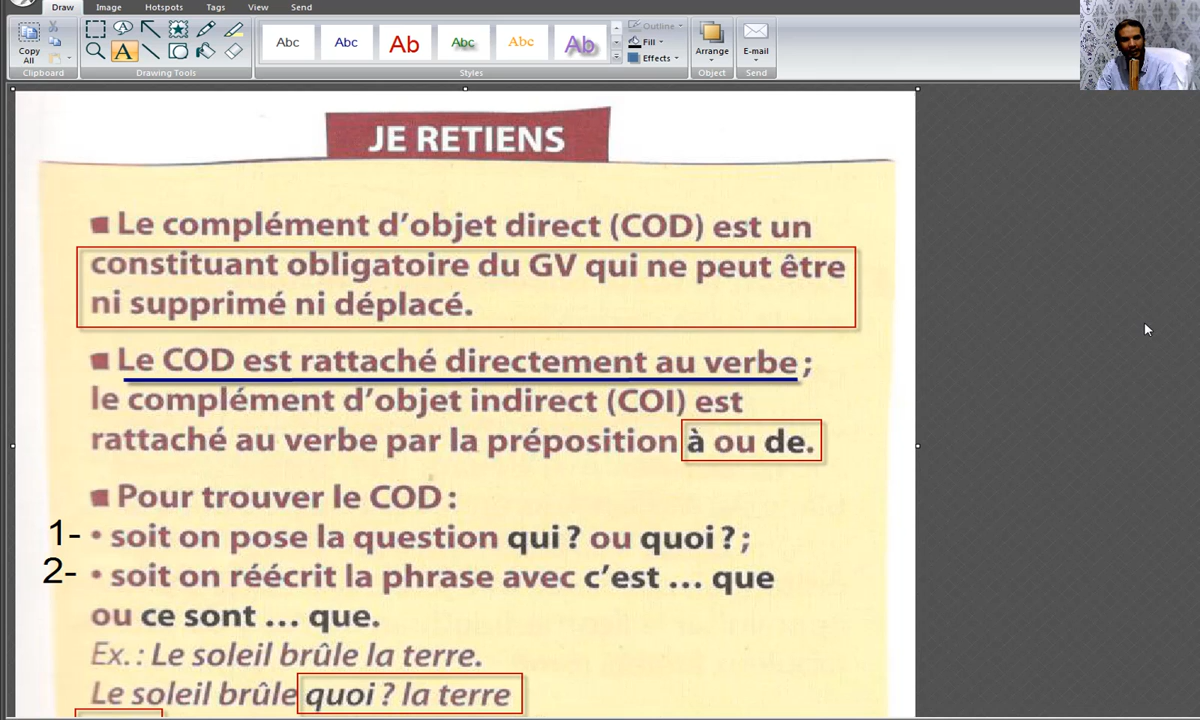 Draw Image Hotspots Tags View Send
Copy All
Clipboard
Drawing Tools
Abc Abc Ab Abc Abc Ab
Styles
Outline
Fill
Effects
Arrange
Object
E-mail
Send
JE RETIENS
Le complément d'objet direct (COD) est un
constituant obligatoire du GV qui ne peut être
ni supprimé ni déplacé.
Le COD est rattaché directement au verbe ;
le complément d'objet indirect (COI) est
rattaché au verbe par la préposition à ou de.
Pour trouver le COD :
1- • soit on pose la question qui ? ou quoi ? ;
2- • soit on réécrit la phrase avec c'est ... que
ou ce sont ... que.
Ex. : Le soleil brûle la terre.
Le soleil brûle quoi ? la terre